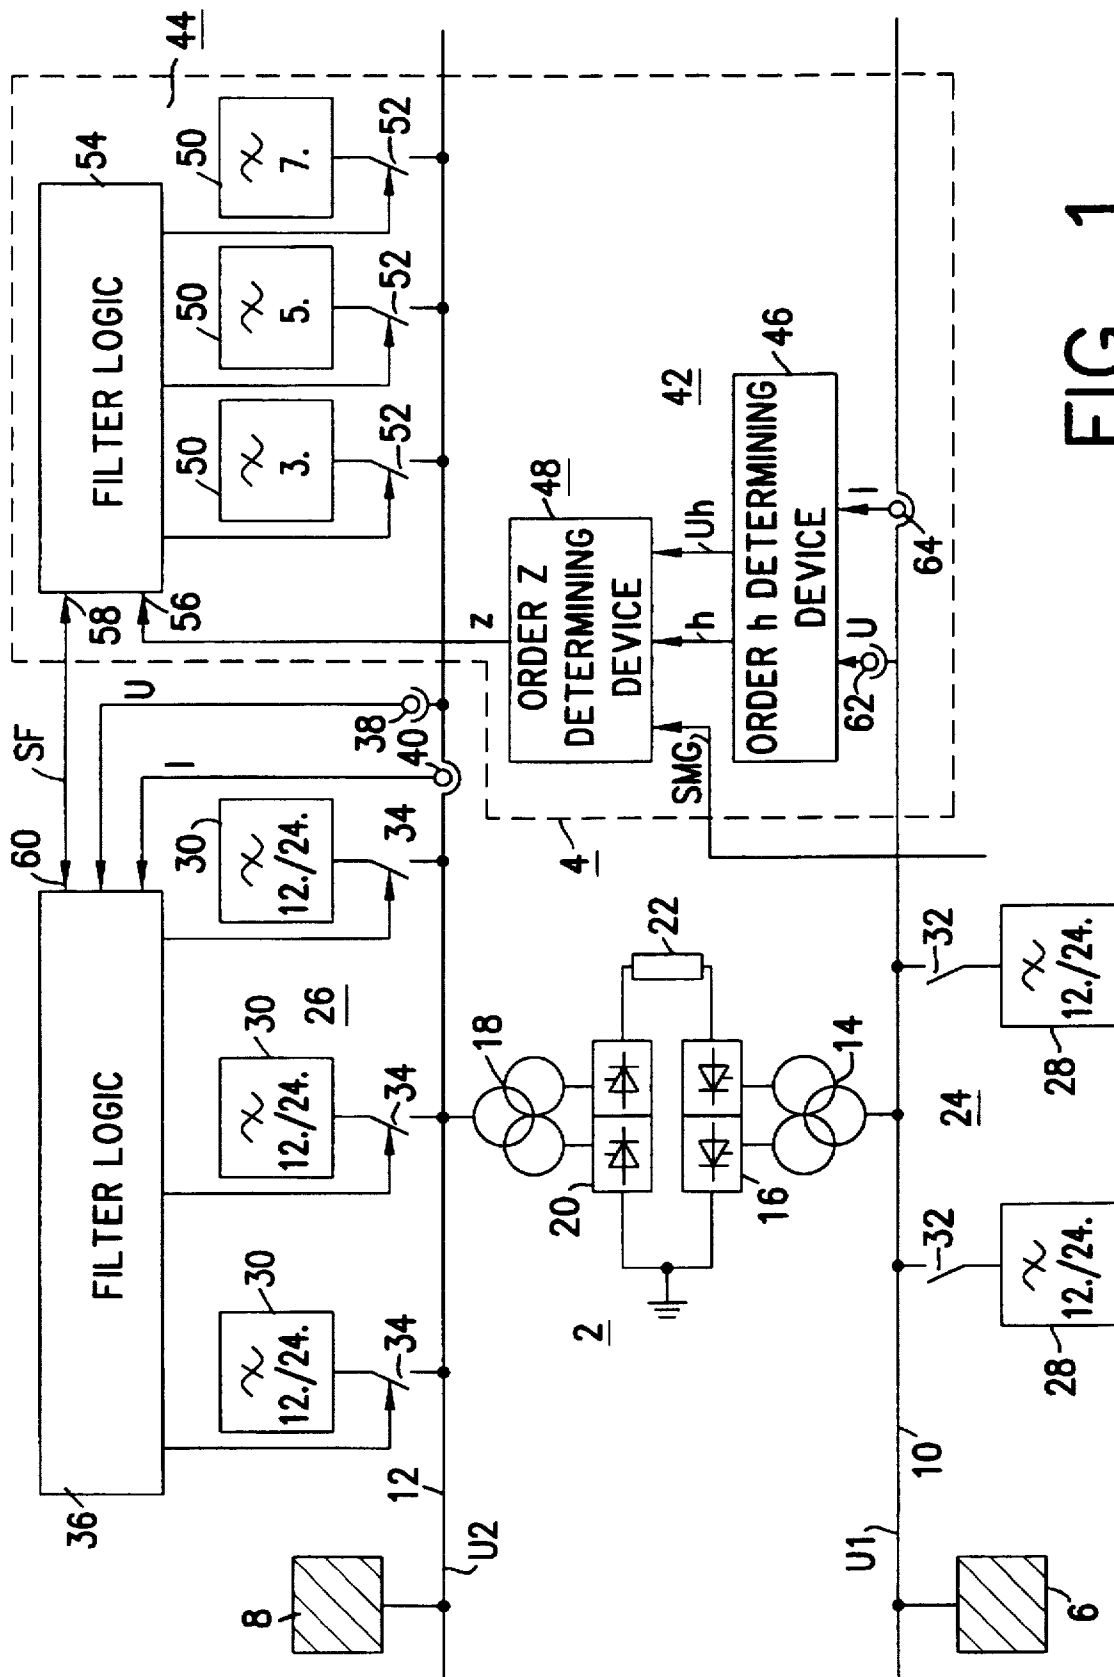 44
54
FILTER LOGIC
50
7.
52
50
5.
52
50
3.
52
58
56
SF
60
U
I
38
40
36
FILTER LOGIC
30
12./24.
34
26
30
12./24.
34
30
12./24.
34
8
U2
12
z
48
ORDER Z
DETERMINING
DEVICE
SMG
h
Uh
42
46
ORDER h DETERMINING
DEVICE
62
U
I
64
4
18
20
22
16
14
2
24
32
28
12./24.
32
28
12./24.
10
U1
6
FIG 1